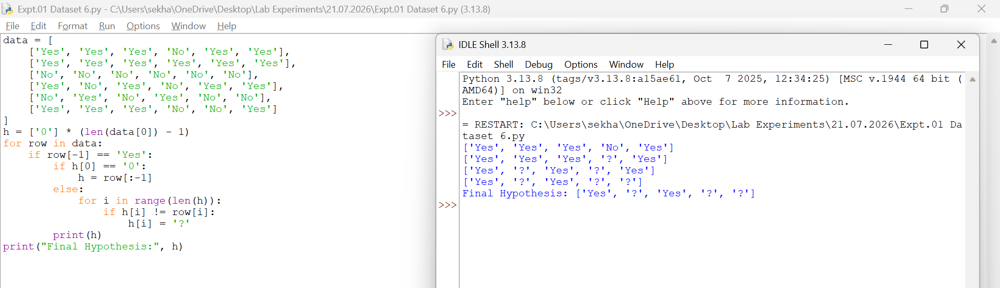 Expt.01 Dataset 6.py - C:\Users\sekha\OneDrive\Desktop\Lab Experiments\21.07.2026\Expt.01 Dataset 6.py (3.13.8)
File Edit Format Run Options Window Help
data = [
    ['Yes', 'Yes', 'Yes', 'No', 'Yes', 'Yes'],
    ['Yes', 'Yes', 'Yes', 'Yes', 'Yes', 'Yes'],
    ['No', 'No', 'No', 'No', 'No', 'No'],
    ['Yes', 'No', 'Yes', 'No', 'Yes', 'Yes'],
    ['No', 'Yes', 'No', 'Yes', 'No', 'No'],
    ['Yes', 'Yes', 'Yes', 'No', 'No', 'Yes']
]
h = ['0'] * (len(data[0]) - 1)
for row in data:
    if row[-1] == 'Yes':
        if h[0] == '0':
            h = row[:-1]
        else:
            for i in range(len(h)):
                if h[i] != row[i]:
                    h[i] = '?'
        print(h)
print("Final Hypothesis:", h)
IDLE Shell 3.13.8
File Edit Shell Debug Options Window Help
Python 3.13.8 (tags/v3.13.8:a15ae61, Oct  7 2025, 12:34:25) [MSC v.1944 64 bit (
AMD64)] on win32
Enter "help" below or click "Help" above for more information.
>>>
= RESTART: C:\Users\sekha\OneDrive\Desktop\Lab Experiments\21.07.2026\Expt.01 Da
taset 6.py
['Yes', 'Yes', 'Yes', 'No', 'Yes']
['Yes', 'Yes', 'Yes', '?', 'Yes']
['Yes', '?', 'Yes', '?', 'Yes']
['Yes', '?', 'Yes', '?', '?']
Final Hypothesis: ['Yes', '?', 'Yes', '?', '?']
>>>